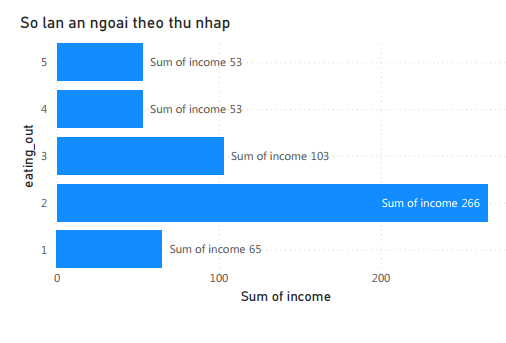 So lan an ngoai theo thu nhap
eating_out
5 Sum of income 53
4 Sum of income 53
3 Sum of income 103
2 Sum of income 266
1 Sum of income 65
0 100 200
Sum of income